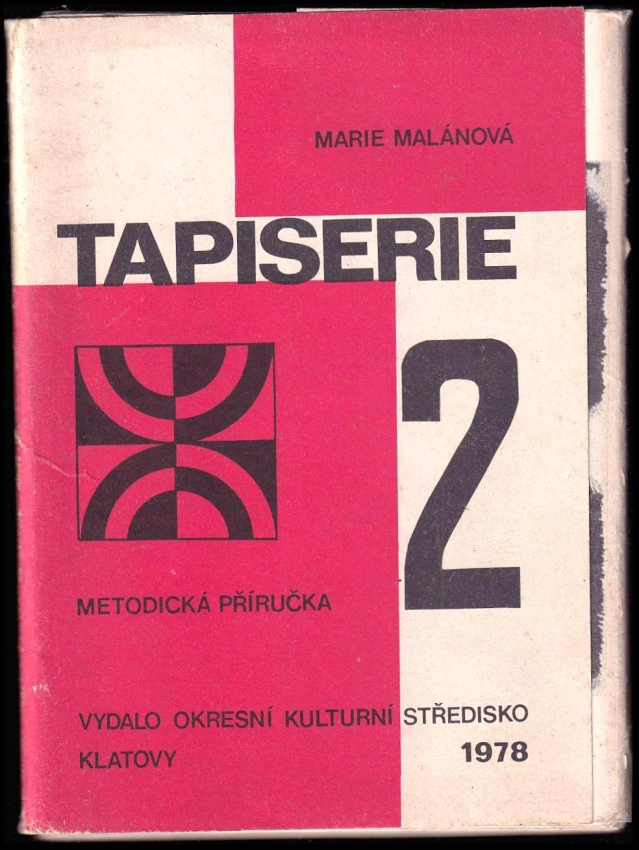 MARIE MALÁNOVÁ
TAPISERIE
2
METODICKÁ PŘÍRUČKA
VYDALO OKRESNÍ KULTURNÍ STŘEDISKO
KLATOVY 1978